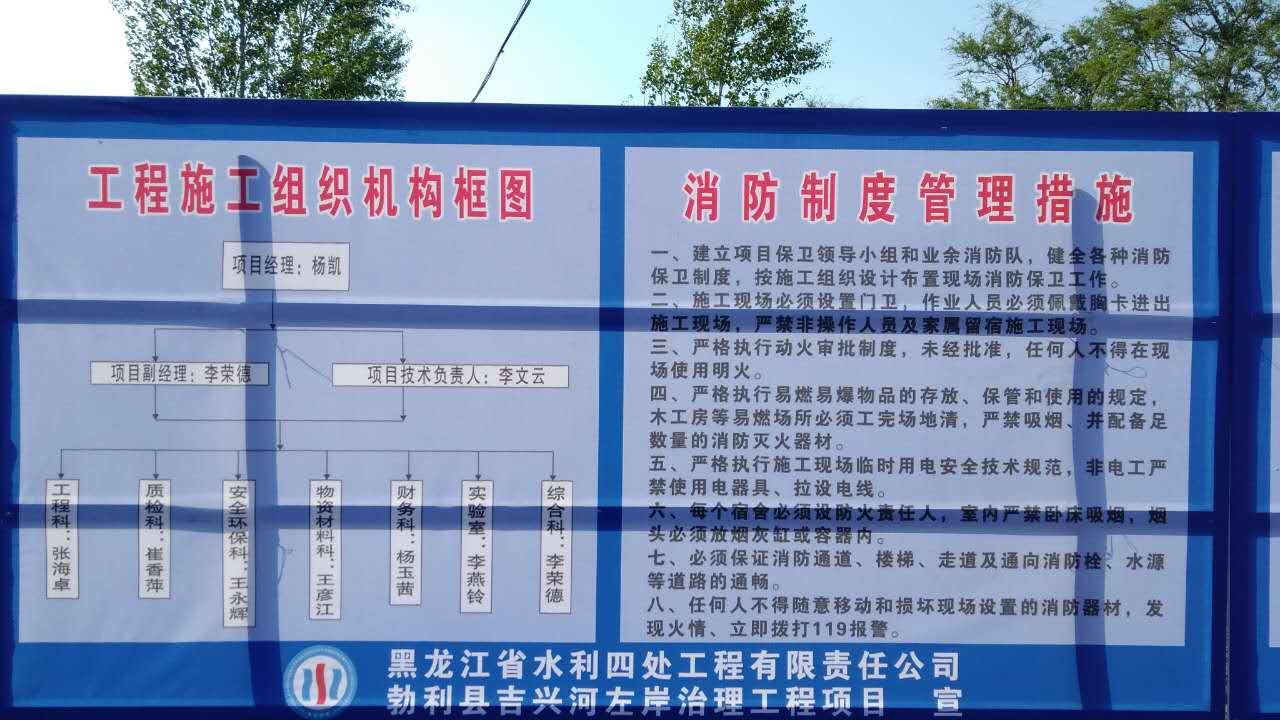 工程施工组织机构框图
项目经理：杨凯
项目副经理：李荣德
项目技术负责人：李文云
工程科：张海卓
质检科：崔香萍
安全环保科：王永辉
物资材料科：王彦江
财务科：杨玉茜
实验室：李燕铃
综合科：李荣德
消防制度管理措施
一、建立项目保卫领导小组和业余消防队，健全各种消防
保卫制度，按施工组织设计布置现场消防保卫工作。
二、施工现场必须设置门卫，作业人员必须佩戴胸卡进出
施工现场，严禁非操作人员及家属留宿施工现场。
三、严格执行动火审批制度，未经批准，任何人不得在现
场使用明火。
四、严格执行易燃易爆物品的存放、保管和使用的规定，
木工房等易燃场所必须工完场地清，严禁吸烟、并配备足
数量的消防灭火器材。
五、严格执行施工现场临时用电安全技术规范，非电工严
禁使用电器具、拉设电线。
六、每个宿舍必须设防火责任人，室内严禁卧床吸烟，烟
头必须放烟灰缸或容器内。
七、必须保证消防通道、楼梯、走道及通向消防栓、水源
等道路的通畅。
八、任何人不得随意移动和损坏现场设置的消防器材，发
现火情、立即拨打119报警。
黑龙江省水利四处工程有限责任公司
勃利县吉兴河左岸治理工程项目 宣